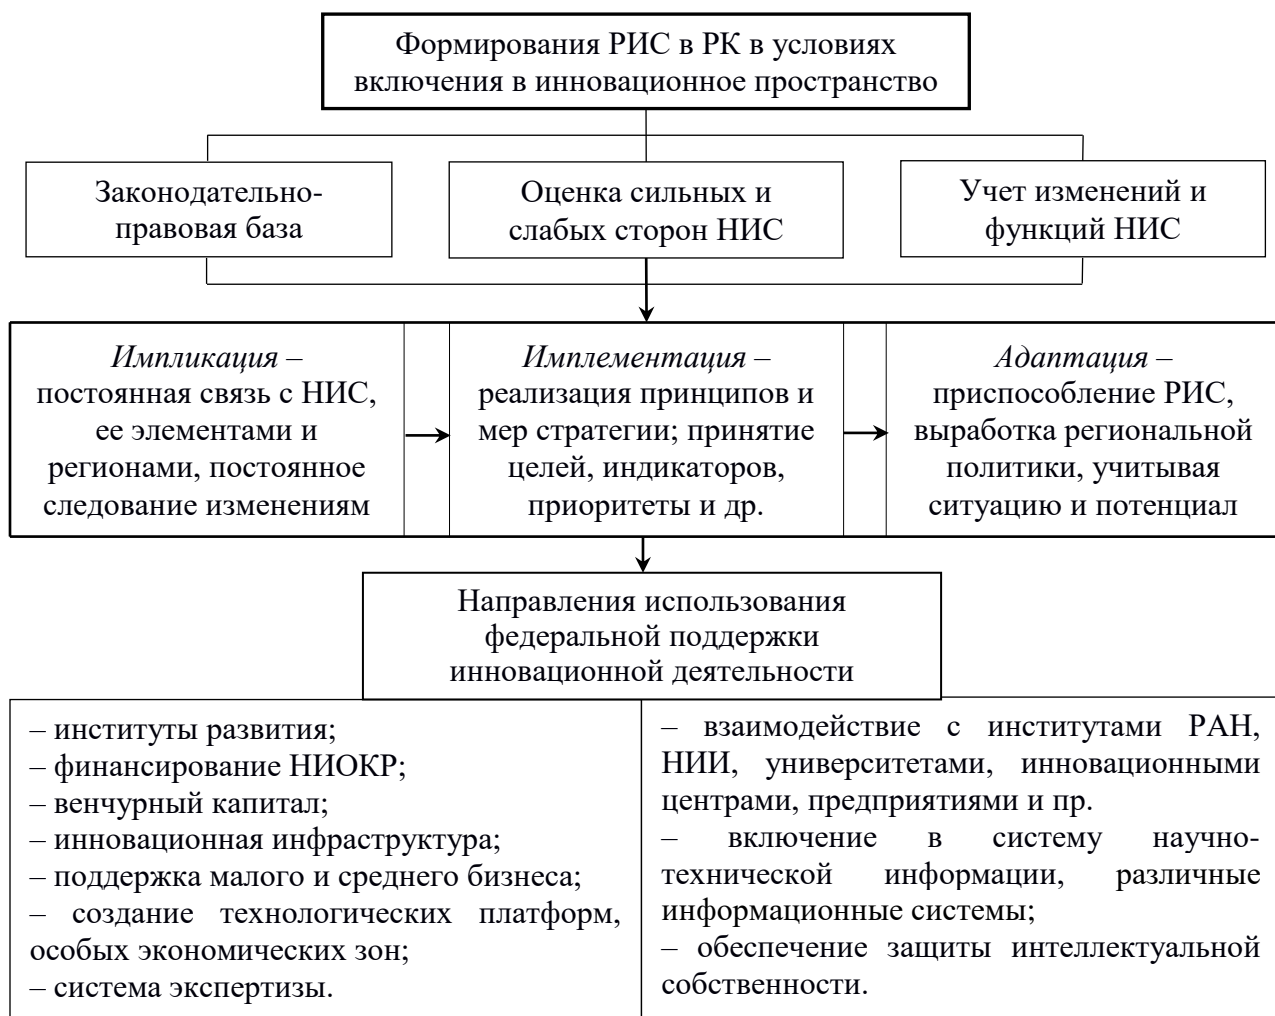 Формирования РИС в РК в условиях
включения в инновационное пространство
Законодательно-
правовая база
Оценка сильных и
слабых сторон НИС
Учет изменений и
функций НИС
Импликация –
постоянная связь с НИС,
ее элементами и
регионами, постоянное
следование изменениям
Имплементация –
реализация принципов и
мер стратегии; принятие
целей, индикаторов,
приоритеты и др.
Адаптация –
приспособление РИС,
выработка региональной
политики, учитывая
ситуацию и потенциал
Направления использования
федеральной поддержки
инновационной деятельности
– институты развития;
– финансирование НИОКР;
– венчурный капитал;
– инновационная инфраструктура;
– поддержка малого и среднего бизнеса;
– создание технологических платформ,
особых экономических зон;
– система экспертизы.
– взаимодействие с институтами РАН,
НИИ, университетами, инновационными
центрами, предприятиями и пр.
– включение в систему научно-
технической информации, различные
информационные системы;
– обеспечение защиты интеллектуальной
собственности.